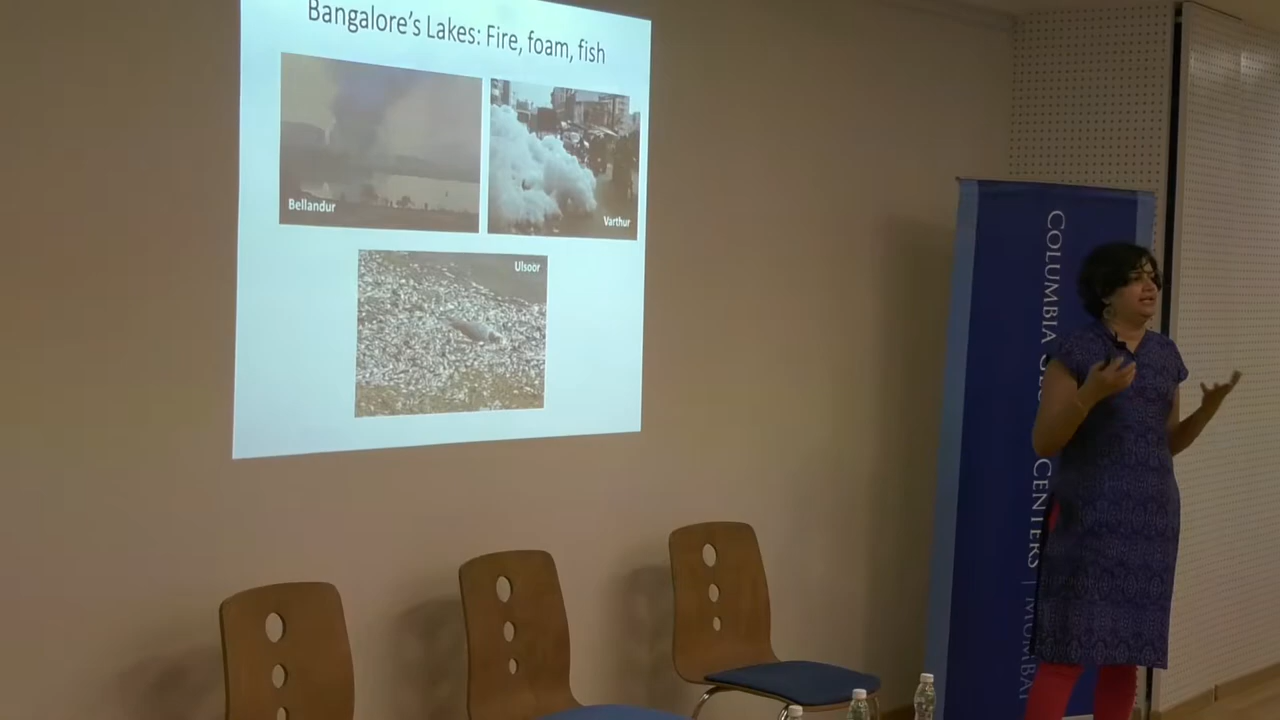 Bangalore's Lakes: Fire, foam, fish
Bellandur
Varthur
Ulsoor
COLUMBIA
CENTERS | MUMBAI